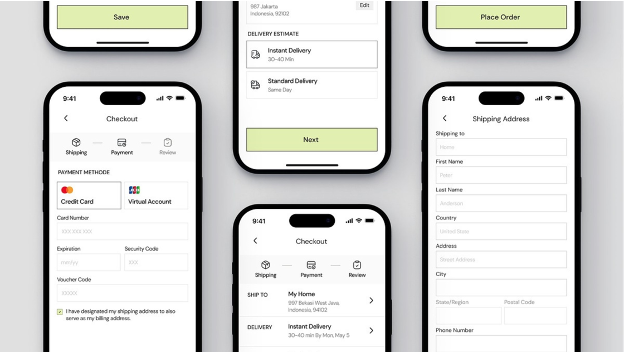 Save
987 Jakarta
Indonesia, 92102
Edit
DELIVERY ESTIMATE
Instant Delivery
30-40 Min
Standard Delivery
Same Day
Next
Place Order
9:41
Checkout
Shipping
Payment
Review
PAYMENT METHODE
Credit Card
JCB
Virtual Account
Card Number
XXX XXX XXX
Expiration
Security Code
mm/yy
XXX
Voucher Code
XXXXX
I have designated my shipping address to also
serve as my billing address.
9:41
Checkout
Shipping
Payment
Review
SHIP TO
My Home
997 Bekasi West Java,
Indonesia, 94102
DELIVERY
Instant Delivery
30-40 min By Mon, May 5
9:41
Shipping Address
Shipping to
Home
First Name
Peter
Last Name
Anderson
Country
United State
Address
Street Address
City
State/Region
Postal Code
Phone Number